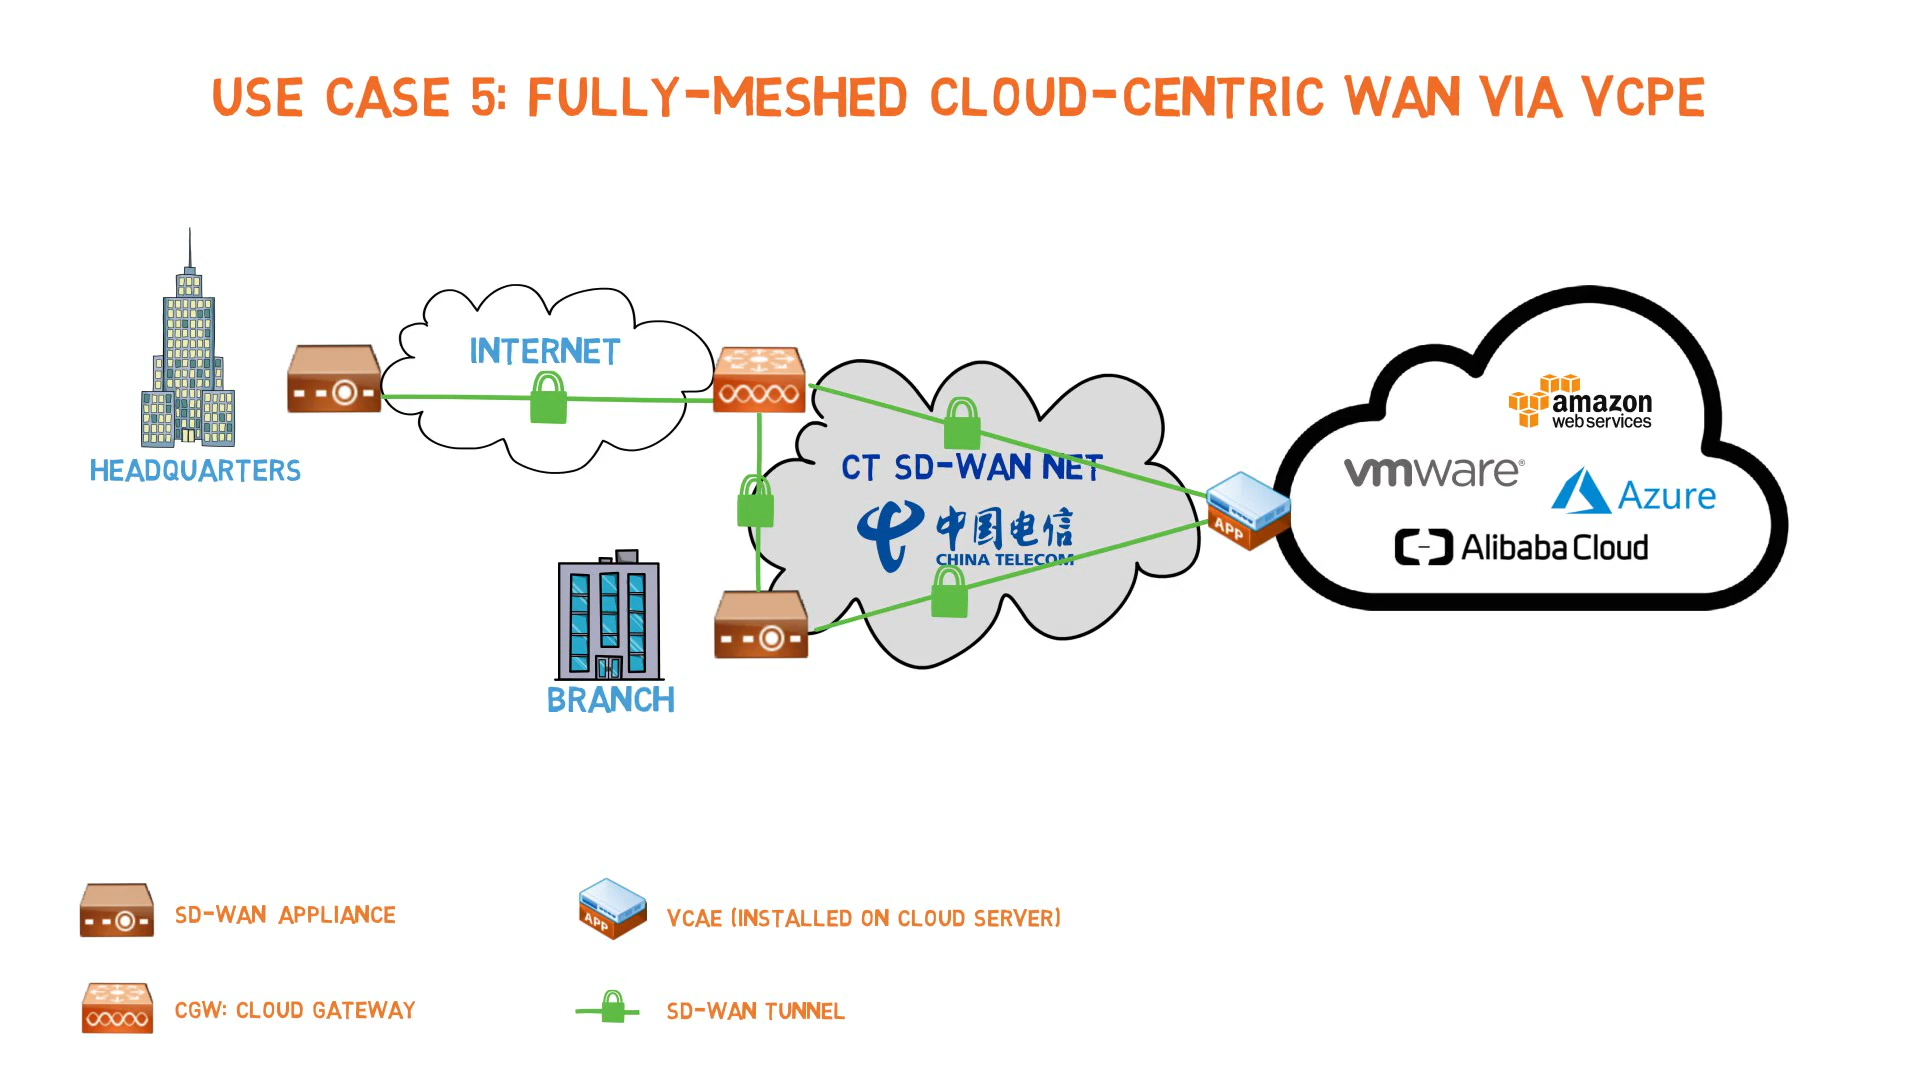 USE CASE 5: FULLY-MESHED CLOUD-CENTRIC WAN VIA VCPE
INTERNET
HEADQUARTERS
CT SD-WAN NET
中国电信
CHINA TELECOM
BRANCH
APP
amazon
web services
vmware®
Azure
Alibaba Cloud
SD-WAN APPLIANCE
APP
VCAE (INSTALLED ON CLOUD SERVER)
CGW: CLOUD GATEWAY
SD-WAN TUNNEL